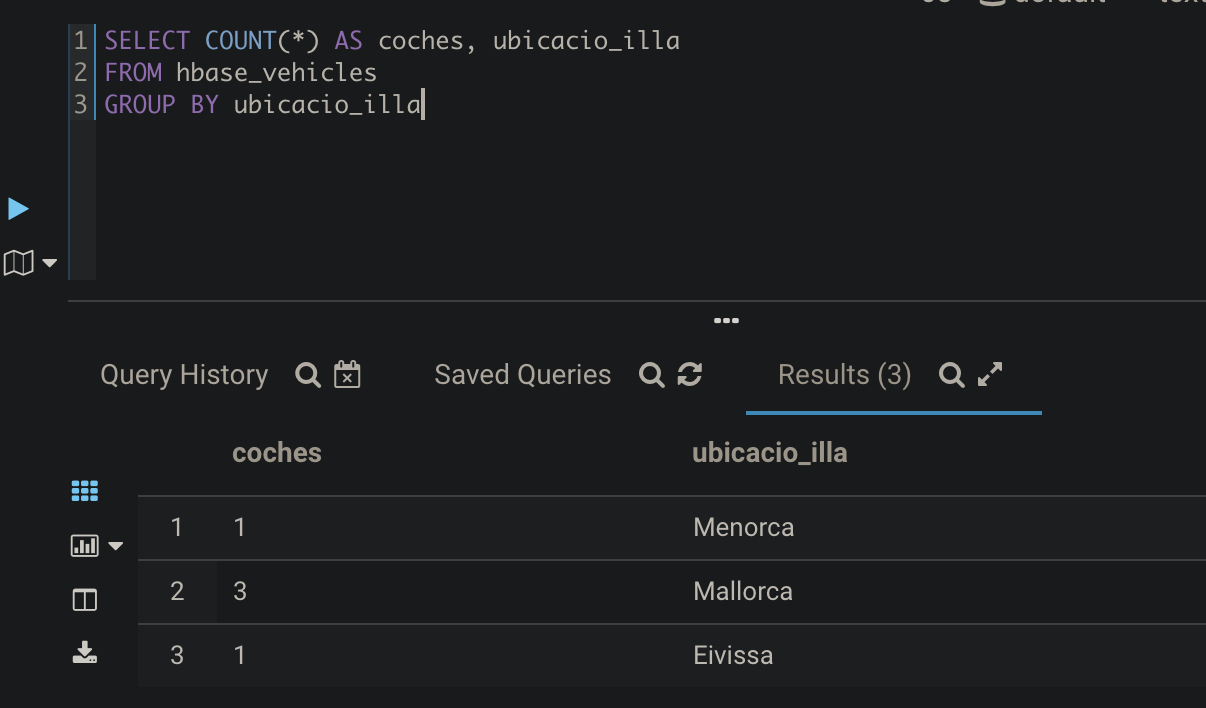 1 SELECT COUNT(*) AS coches, ubicacio_illa
2 FROM hbase_vehicles
3 GROUP BY ubicacio_illa
Query History Saved Queries Results (3)
coches ubicacio_illa
1 1 Menorca
2 3 Mallorca
3 1 Eivissa